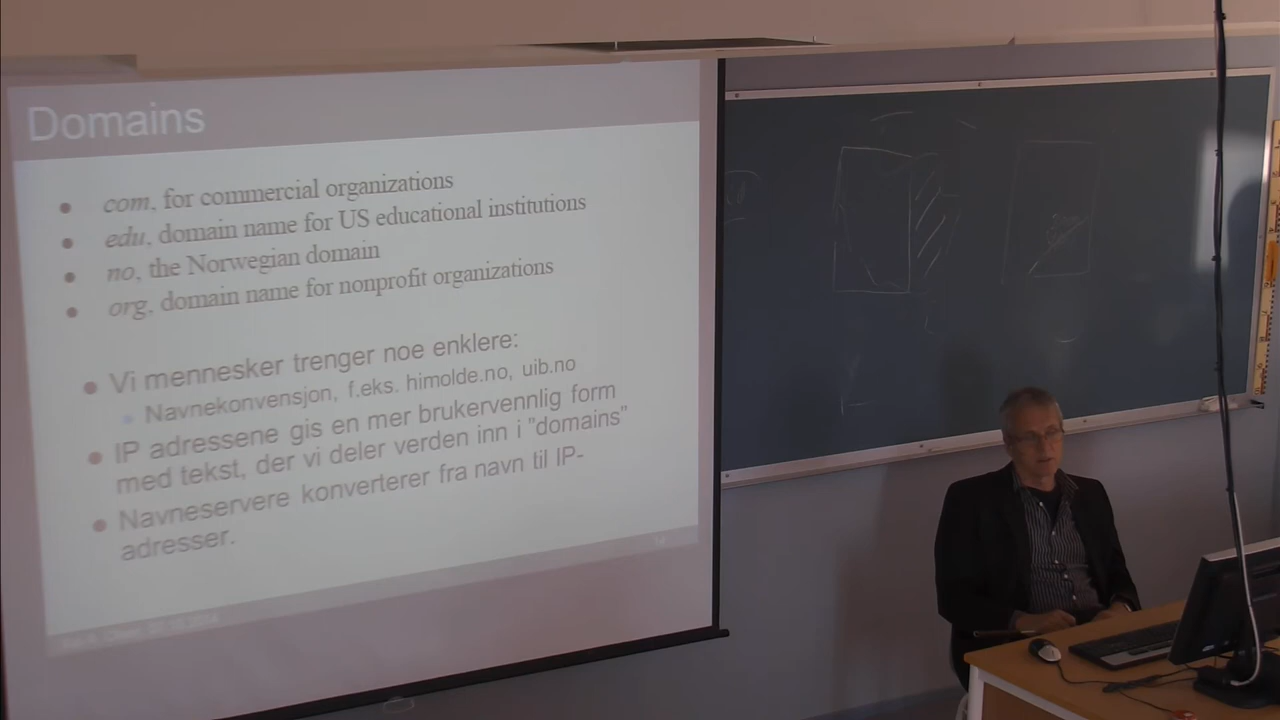 Domains
com, for commercial organizations
edu, domain name for US educational institutions
no, the Norwegian domain
org, domain name for nonprofit organizations
Vi mennesker trenger noe enklere:
Navnekonvensjon, f.eks. himolde.no, uib.no
IP adressene gis en mer brukervennlig form
med tekst, der vi deler verden inn i "domains"
Navneservere konverterer fra navn til IP-
adresser.